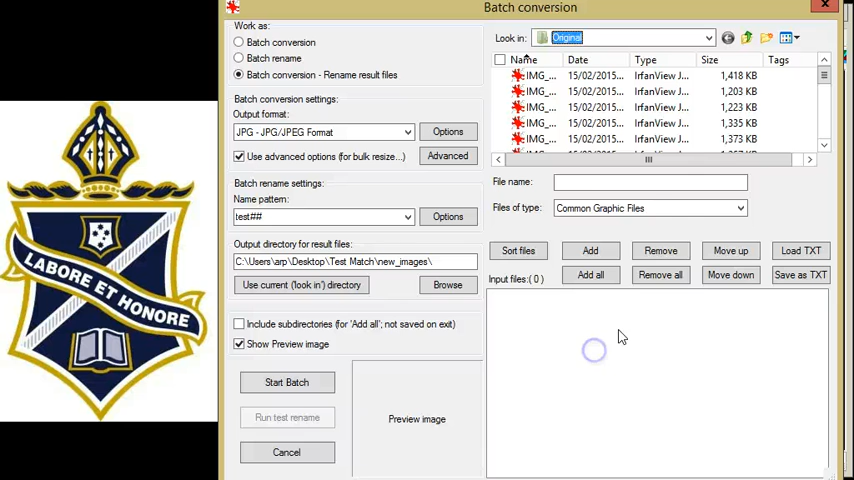 Batch conversion
Work as:
Batch conversion
Batch rename
Batch conversion - Rename result files
Batch conversion settings:
Output format:
JPG - JPG/JPEG Format
Options
Use advanced options (for bulk resize...)
Advanced
Batch rename settings:
Name pattern:
test##
Options
Output directory for result files:
C:\Users\arp\Desktop\Test Match\new_images\
Use current ('look in') directory
Browse
Include subdirectories (for 'Add all'; not saved on exit)
Show Preview image
Start Batch
Run test rename
Cancel
Preview image
Look in:
Original
Name Date Type Size Tags
IMG_... 15/02/2015... IrfanView J... 1,418 KB
IMG_... 15/02/2015... IrfanView J... 1,203 KB
IMG_... 15/02/2015... IrfanView J... 1,223 KB
IMG_... 15/02/2015... IrfanView J... 1,335 KB
IMG_... 15/02/2015... IrfanView J... 1,373 KB
File name:
Files of type:
Common Graphic Files
Sort files Add Remove Move up Load TXT
Input files:( 0 ) Add all Remove all Move down Save as TXT
LABORE ET HONORE